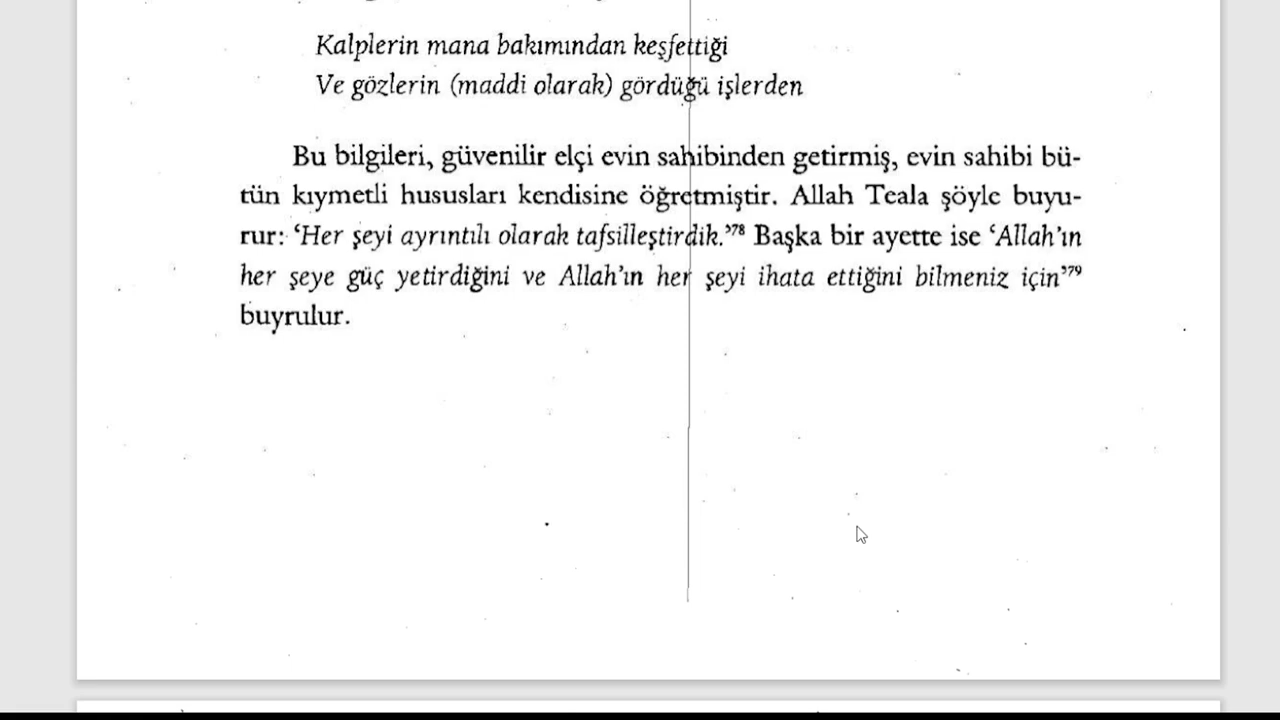 Kalplerin mana bakımından keşfettiği
Ve gözlerin (maddi olarak) gördüğü işlerden
Bu bilgileri, güvenilir elçi evin sahibinden getirmiş, evin sahibi bü-
tün kıymetli hususları kendisine öğretmiştir. Allah Teala şöyle buyu-
rur: ‘Her şeyi ayrıntılı olarak tafsilleştirdik.’78 Başka bir ayette ise ‘Allah’ın
her şeye güç yetirdiğini ve Allah’ın her şeyi ihata ettiğini bilmeniz için’79
buyrulur.